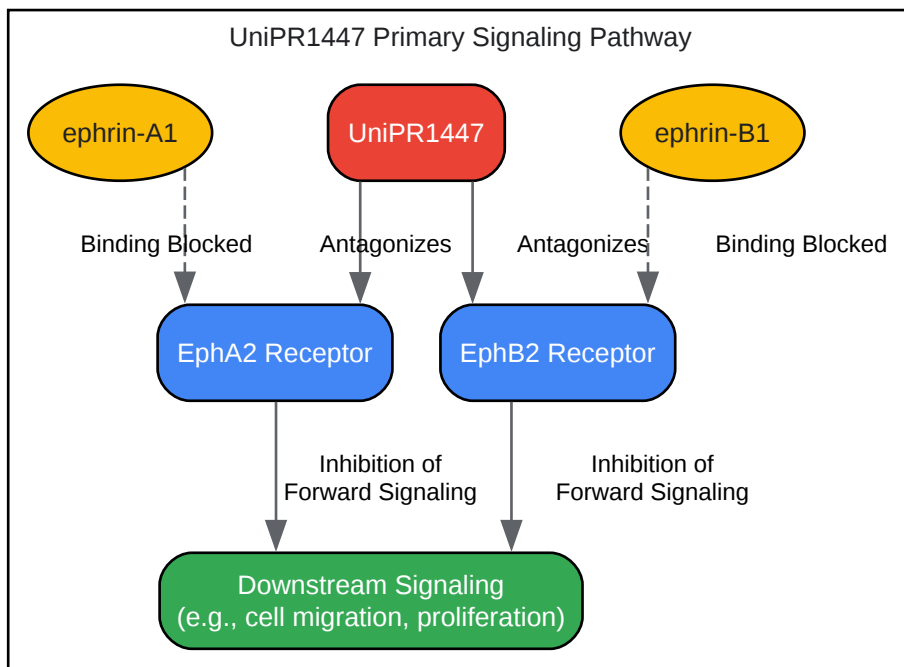 UniPR1447 Primary Signaling Pathway
ephrin-A1
UniPR1447
ephrin-B1
Binding Blocked
Antagonizes
Antagonizes
Binding Blocked
EphA2 Receptor
EphB2 Receptor
Inhibition of
Forward Signaling
Inhibition of
Forward Signaling
Downstream Signaling
(e.g., cell migration, proliferation)